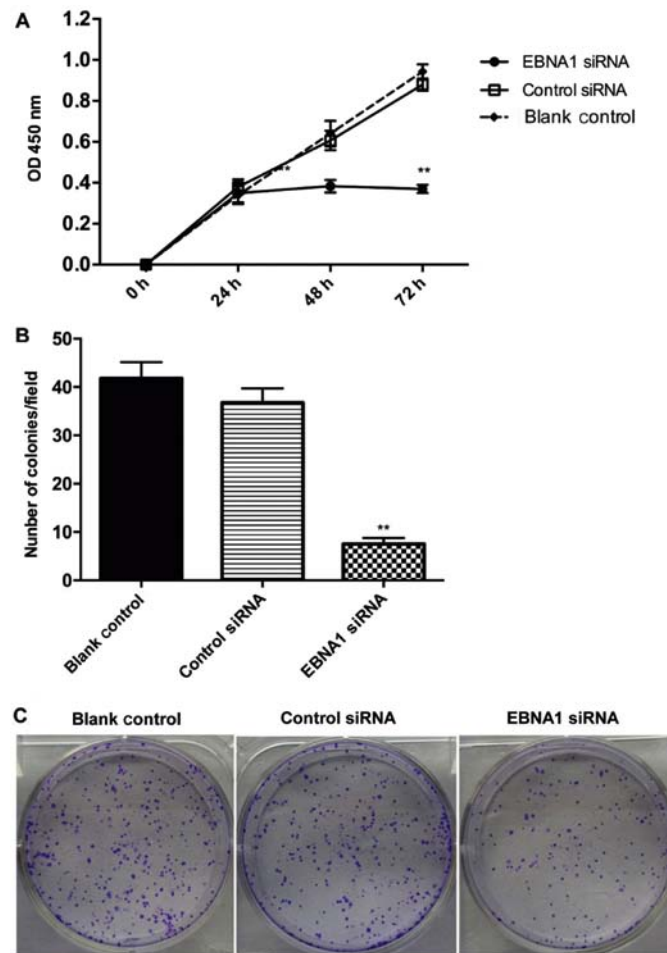 A
OD 450 nm
1.2
1.0
0.8
0.6
0.4
0.2
0.0
**
**
0 h
24 h
48 h
72 h
EBNA1 siRNA
Control siRNA
Blank control
B
Nunber of colonies/field
50
40
30
20
10
0
**
Blank control
Control siRNA
EBNA1 siRNA
C
Blank control
Control siRNA
EBNA1 siRNA